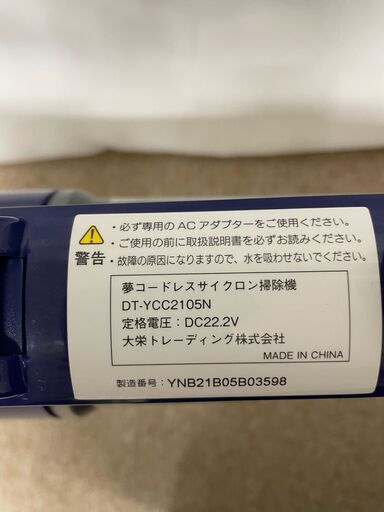 ・必ず専用の AC アダプターをご使用ください。
・ご使用の前に取扱説明書を必ずお読みください。
警告 ・故障の原因になりますので、水を吸わせないでください。
夢コードレスサイクロン掃除機
DT-YCC2105N
定格電圧：DC22.2V
大栄トレーディング株式会社
MADE IN CHINA
製造番号： YNB21B05B03598